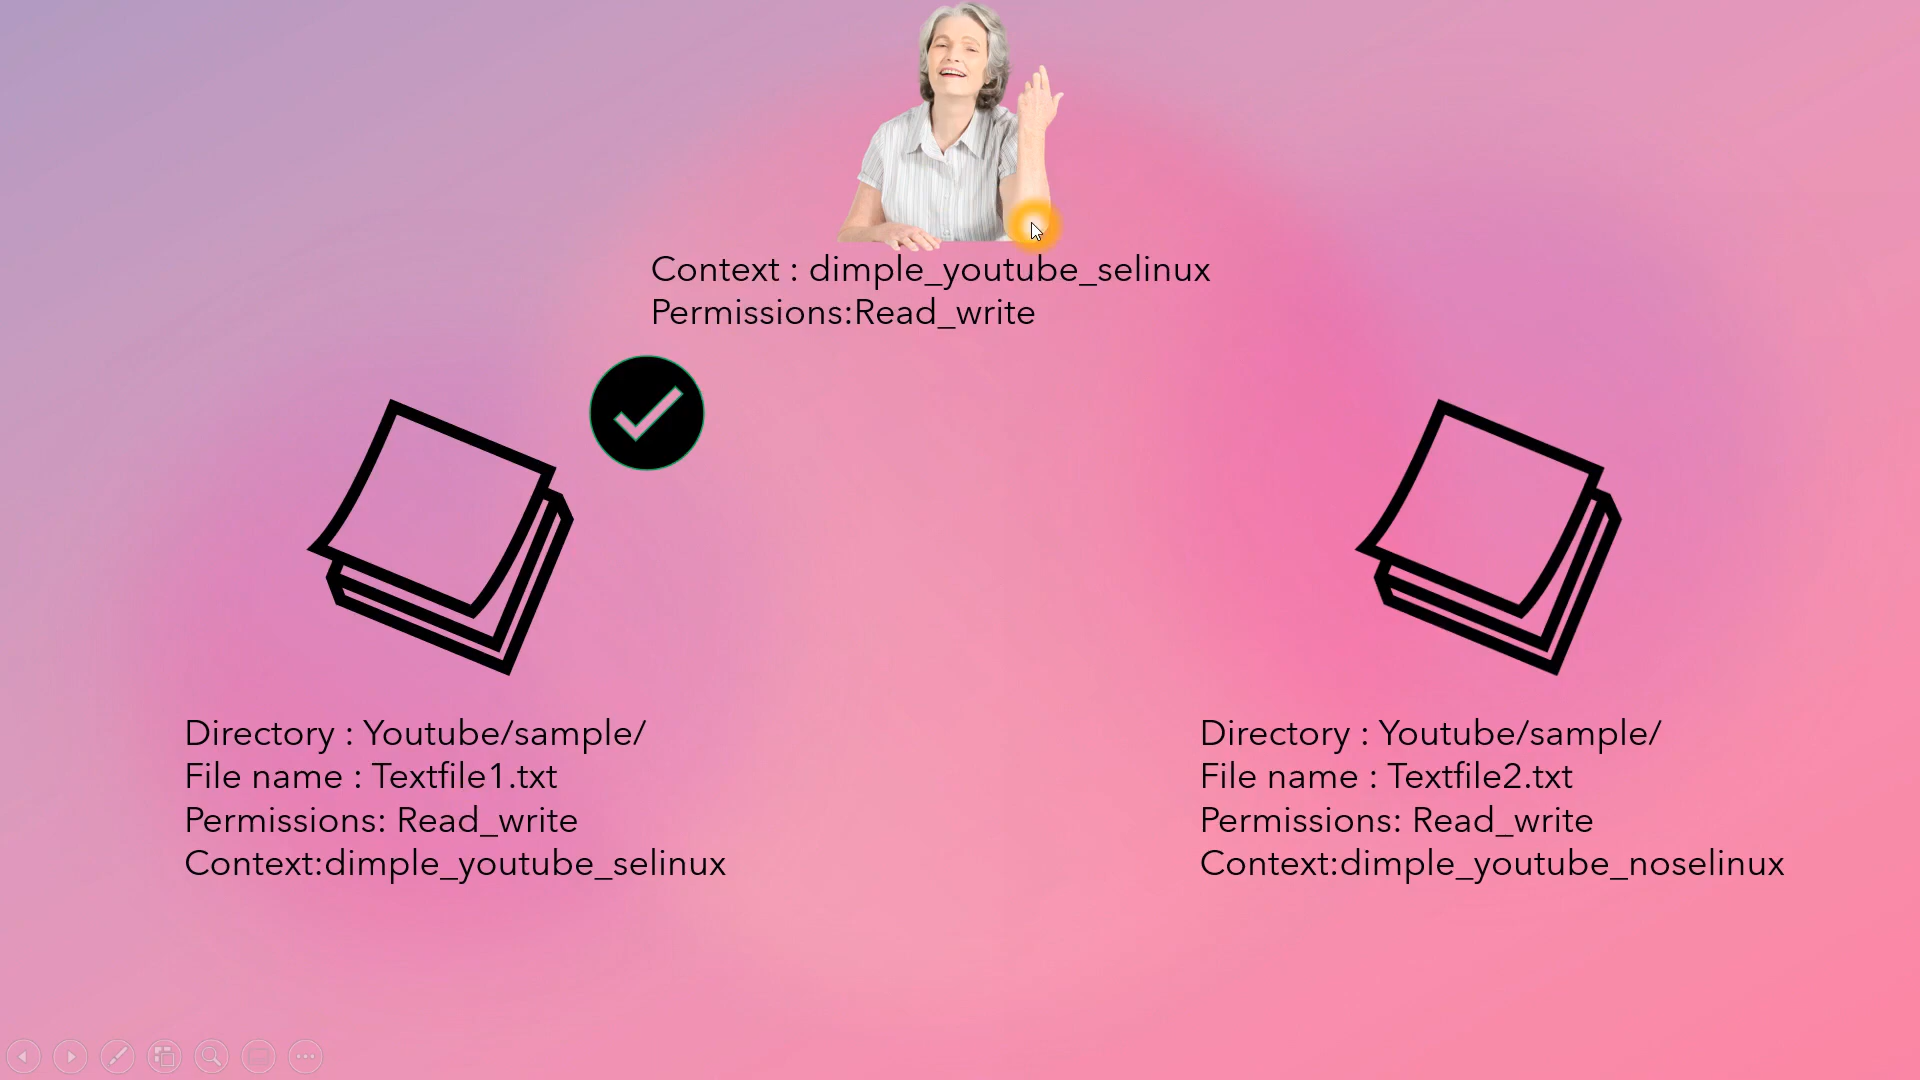 Context : dimple_youtube_selinux
Permissions:Read_write
Directory : Youtube/sample/
File name : Textfile1.txt
Permissions: Read_write
Context:dimple_youtube_selinux
Directory : Youtube/sample/
File name : Textfile2.txt
Permissions: Read_write
Context:dimple_youtube_noselinux